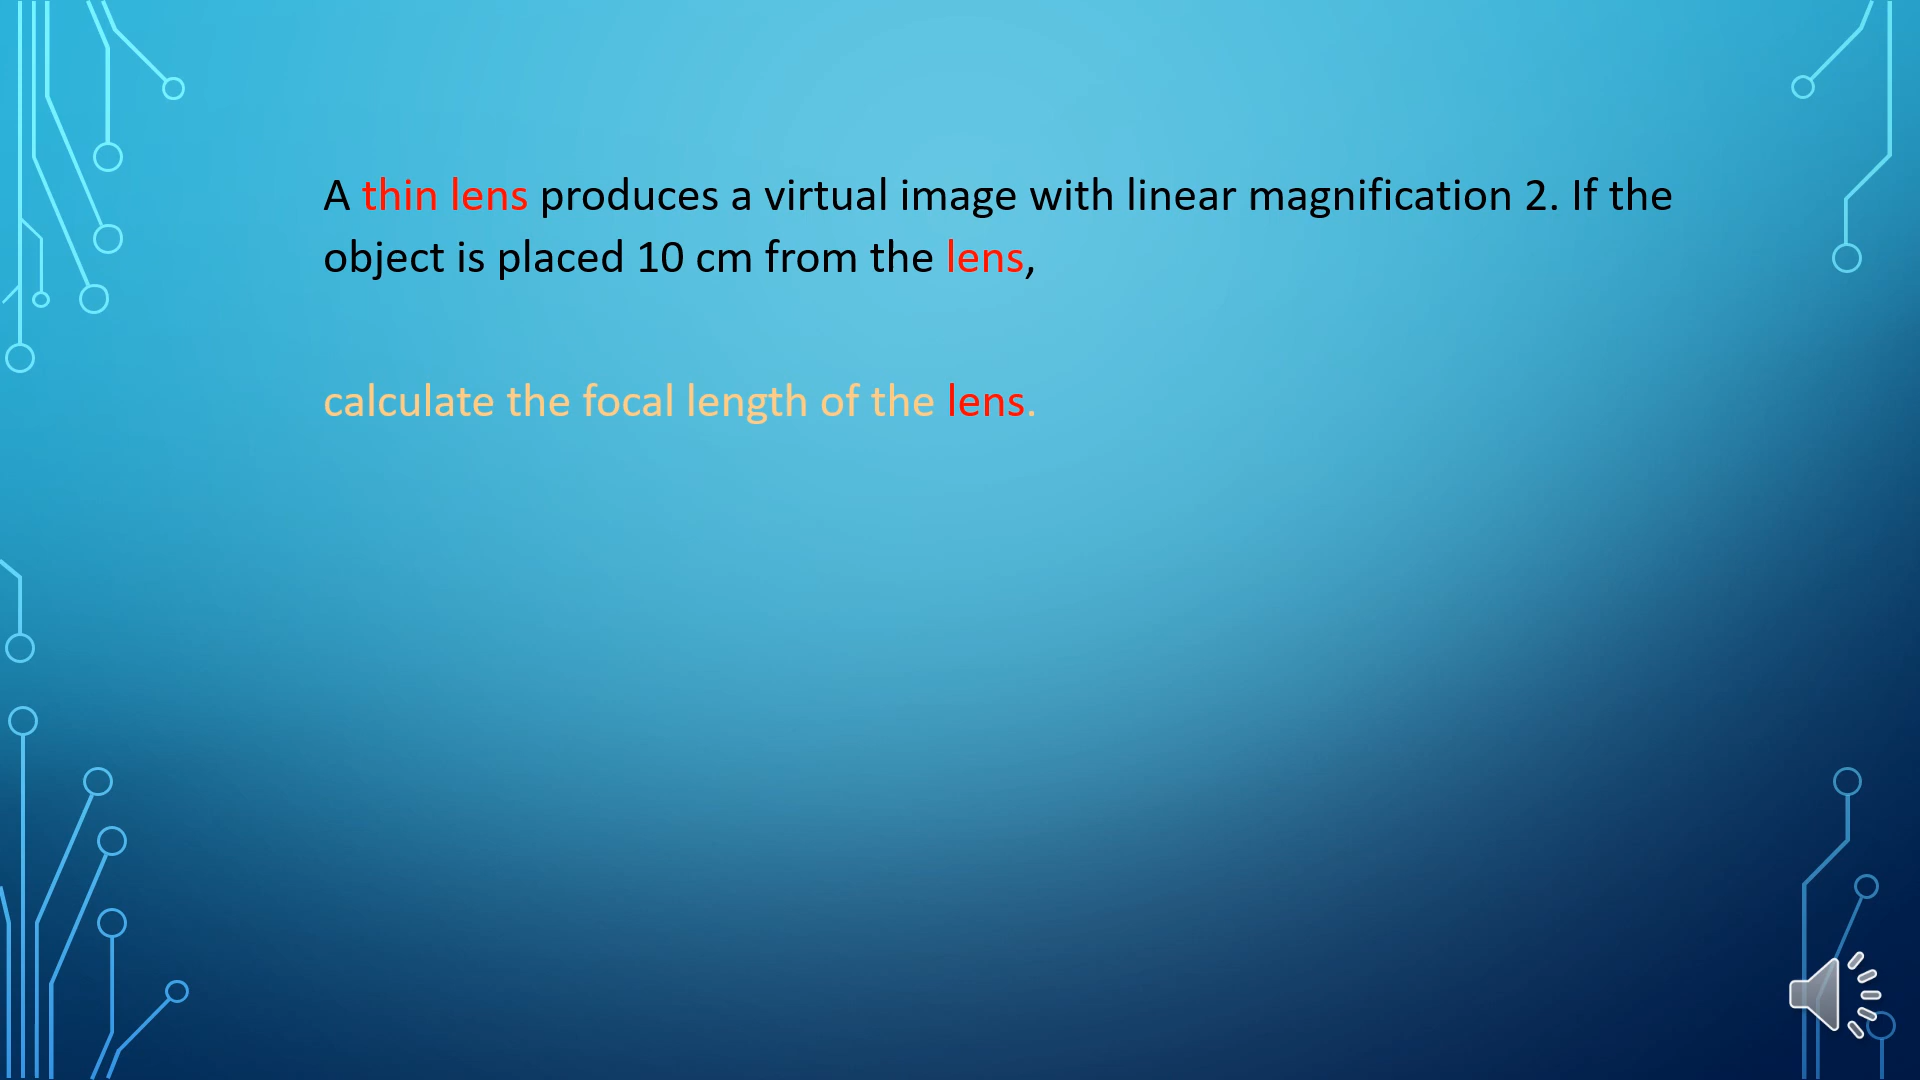 A thin lens produces a virtual image with linear magnification 2. If the
object is placed 10 cm from the lens,
calculate the focal length of the lens.